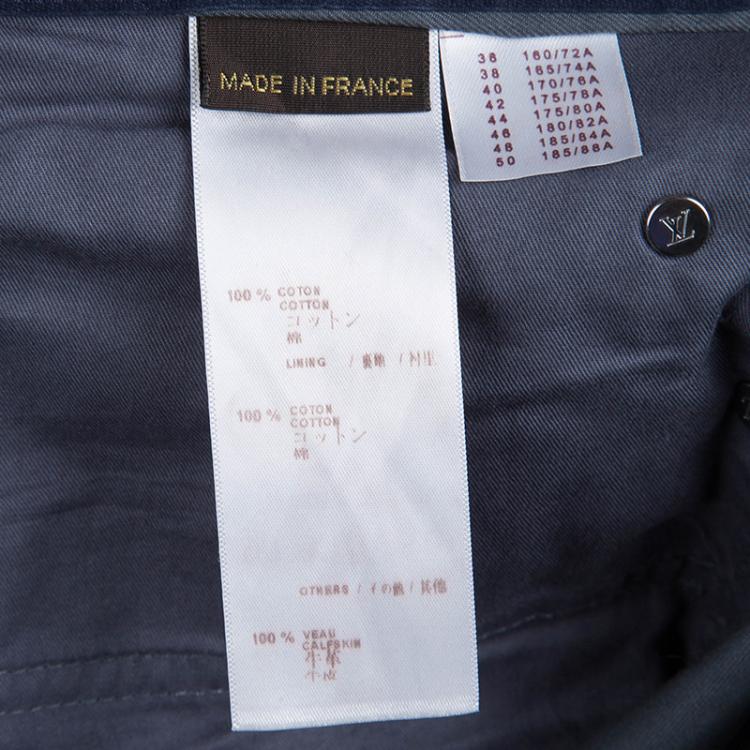 MADE IN FRANCE
36 160/72A
38 165/74A
40 170/76A
42 175/78A
44 175/80A
46 180/82A
48 185/84A
50 185/88A
LV
100 % COTON
COTTON
コットン
棉
LINING / 裏地 / 衬里
100 % COTON
COTTON
コットン
棉
OTHERS / その他 / 其他
100 % VEAU
CALFSKIN
牛革
牛皮